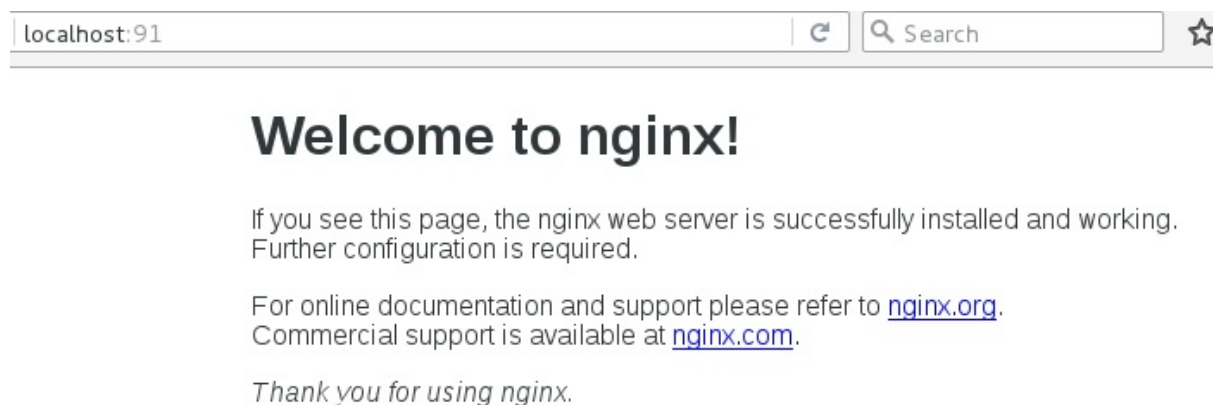 localhost:91
Search
Welcome to nginx!
If you see this page, the nginx web server is successfully installed and working.
Further configuration is required.
For online documentation and support please refer to nginx.org.
Commercial support is available at nginx.com.
Thank you for using nginx.